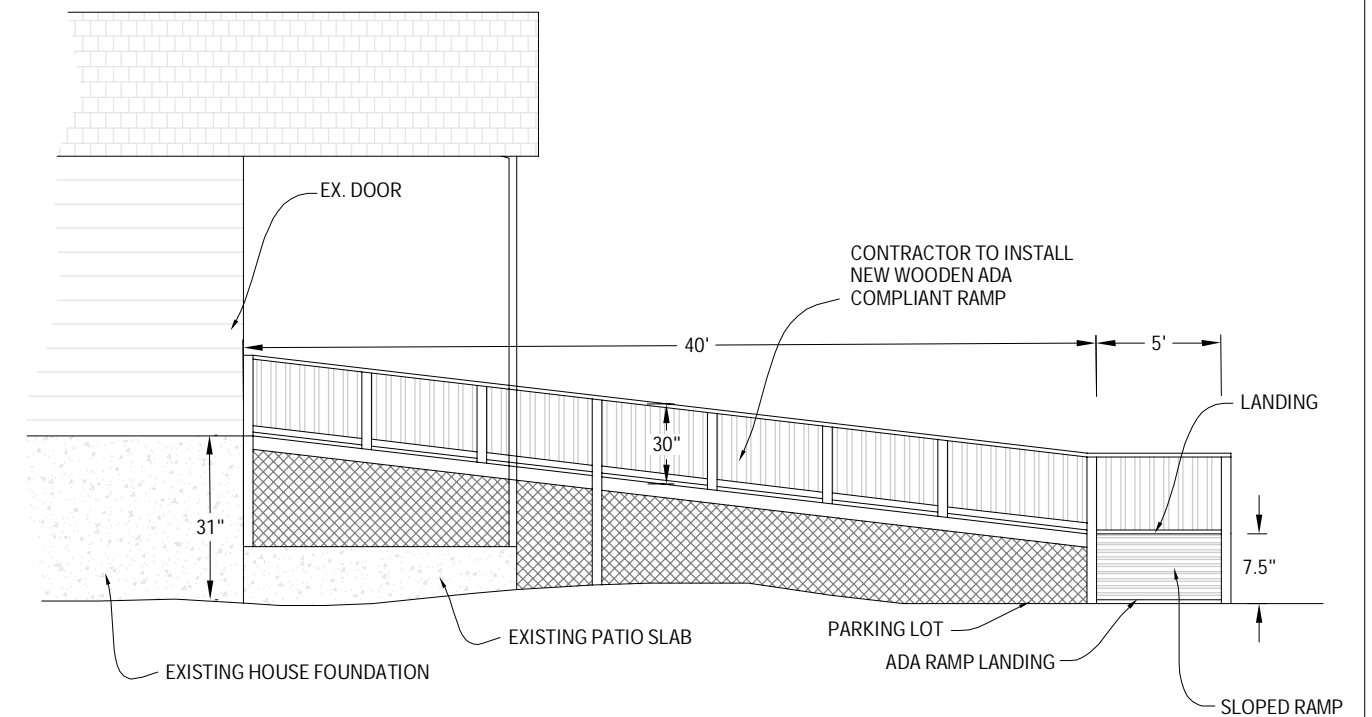 EX. DOOR
CONTRACTOR TO INSTALL
NEW WOODEN ADA
COMPLIANT RAMP
40'
5'
LANDING
30"
31"
7.5"
PARKING LOT
EXISTING PATIO SLAB
ADA RAMP LANDING
EXISTING HOUSE FOUNDATION
SLOPED RAMP